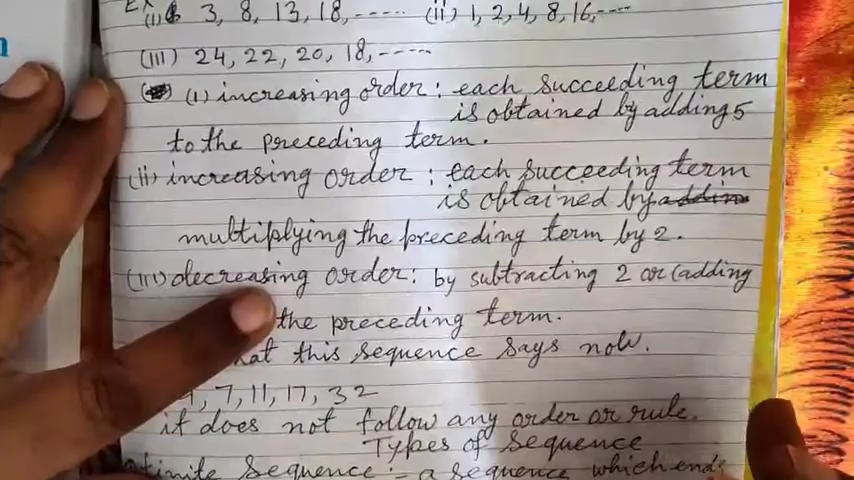 Ex (i) 3, 8, 13, 18, ----- (ii) 1, 2, 4, 8, 16, ---
(iii) 24, 22, 20, 18, -----
(i) increasing order : each succeeding term
is obtained by adding 5
to the preceding term.
(ii) increasing order : each succeeding term
is obtained by addin
multiplying the preceding term by 2.
(iii) decreasing order : by subtracting 2 or (adding
the preceding term.
this sequence says now.
, 7, 11, 17, 32
it does not follow any order or rule.
Types of Sequence
finite Sequence :- a sequence which ends